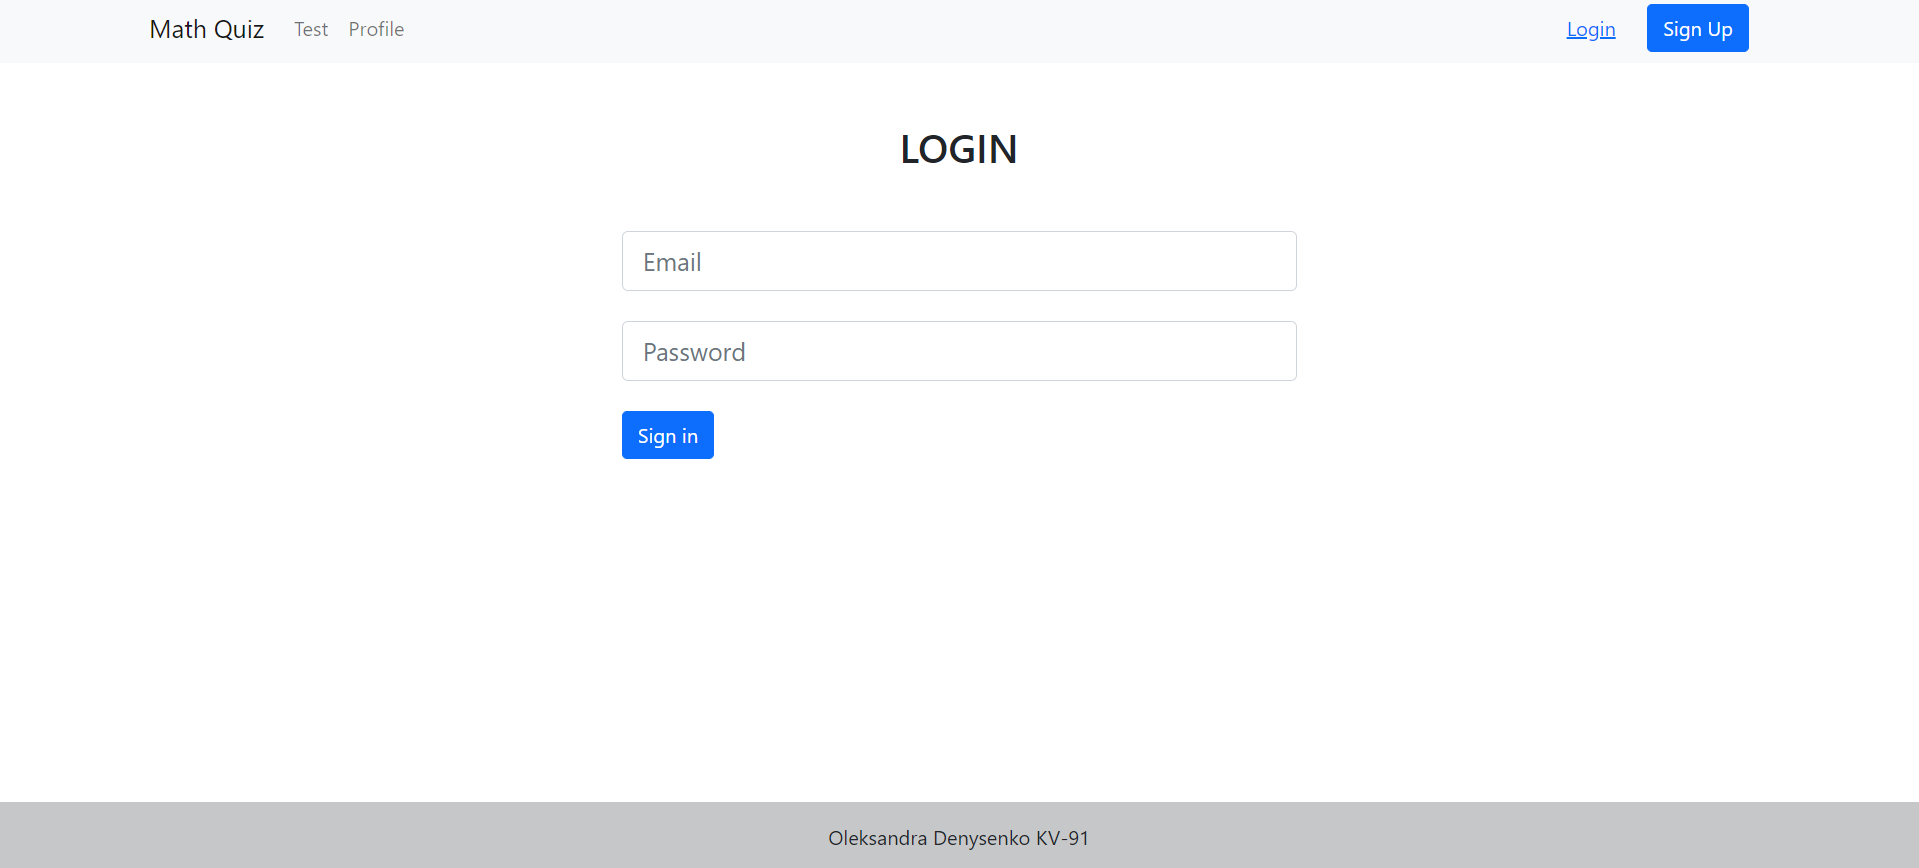 Math Quiz Test Profile Login Sign Up
LOGIN
Email
Password
Sign in
Oleksandra Denysenko KV-91